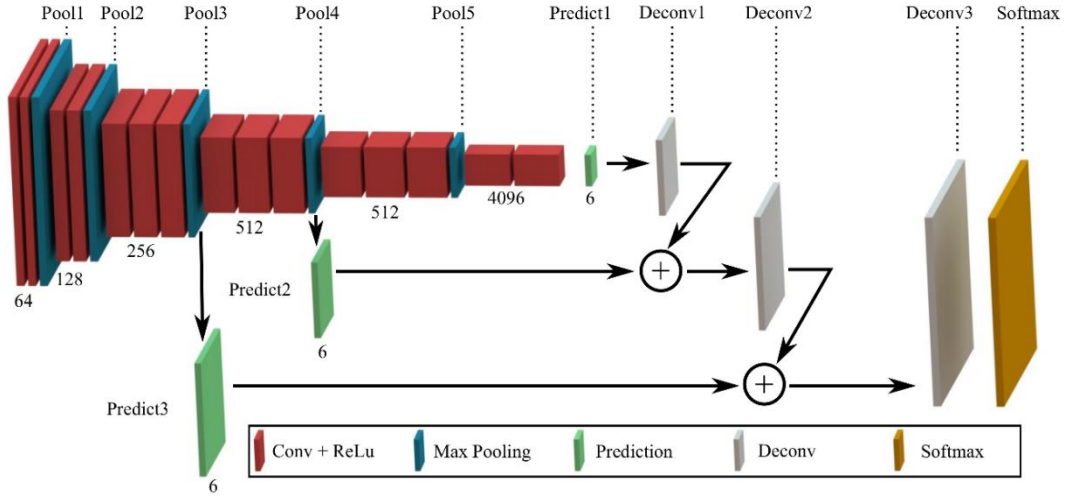 Pool1 Pool2 Pool3 Pool4 Pool5 Predict1 Deconv1 Deconv2 Deconv3 Softmax
4096 6
512 512
256
128 Predict2
64
6
Predict3
Conv + ReLu Max Pooling Prediction Deconv Softmax
6